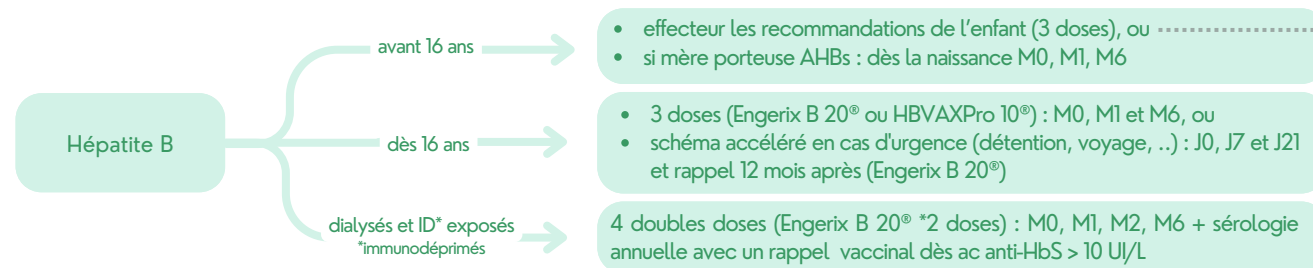 Hépatite B
avant 16 ans
• effecteur les recommandations de l'enfant (3 doses), ou
• si mère porteuse AHBs : dès la naissance M0, M1, M6
dès 16 ans
• 3 doses (Engerix B 20® ou HBVAXPro 10®) : M0, M1 et M6, ou
• schéma accéléré en cas d'urgence (détention, voyage, ..) : J0, J7 et J21
et rappel 12 mois après (Engerix B 20®)
dialysés et ID* exposés
*immunodéprimés
4 doubles doses (Engerix B 20® *2 doses) : M0, M1, M2, M6 + sérologie
annuelle avec un rappel vaccinal dès ac anti-HbS > 10 UI/L